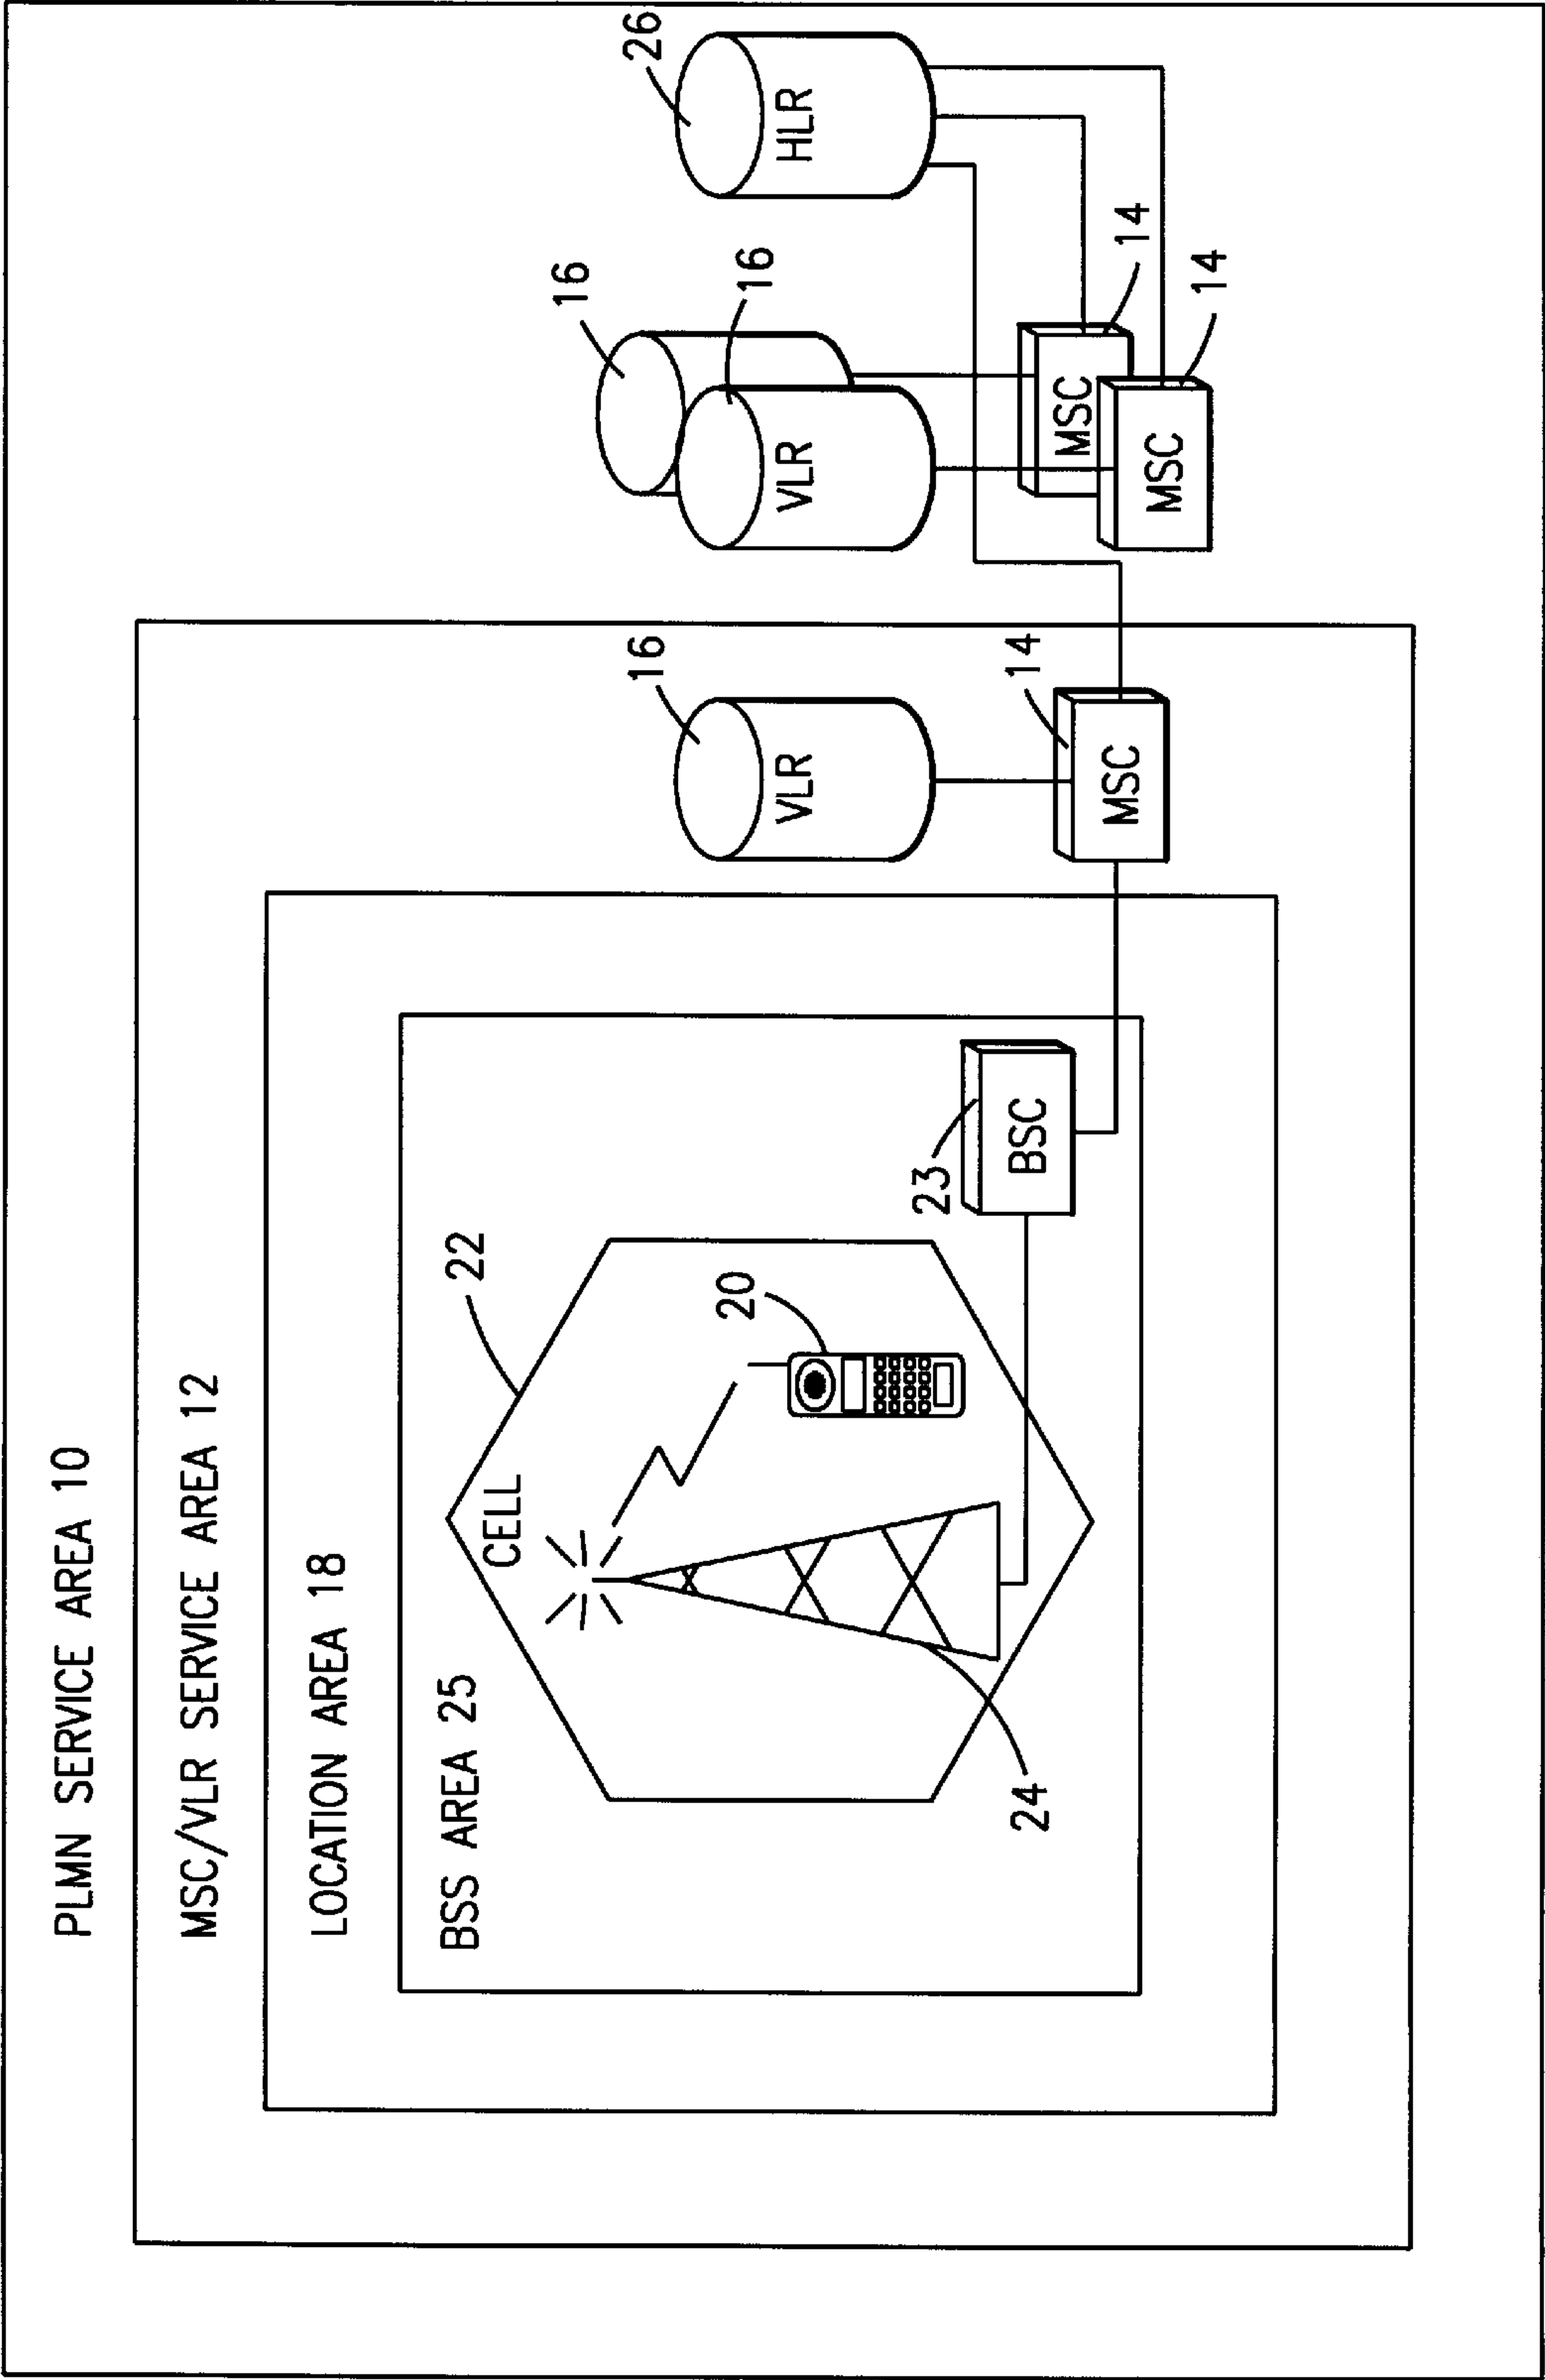 PLMN SERVICE AREA 10
MSC/VLR SERVICE AREA 12
LOCATION AREA 18
BSS AREA 25
CELL
22
20
24
23
BSC
16
VLR
14
MSC
16
16
VLR
26
HLR
14
MSC
14
MSC